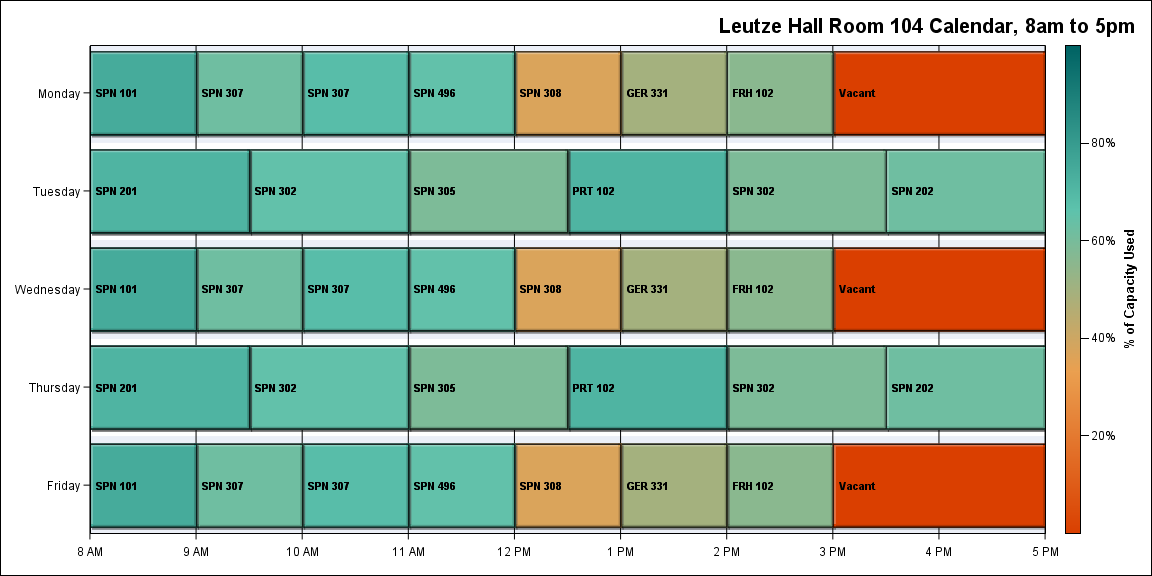 Leutze Hall Room 104 Calendar, 8am to 5pm
Monday
SPN 101 SPN 307 SPN 307 SPN 496 SPN 308 GER 331 FRH 102 Vacant
Tuesday
SPN 201 SPN 302 SPN 305 PRT 102 SPN 302 SPN 202
Wednesday
SPN 101 SPN 307 SPN 307 SPN 496 SPN 308 GER 331 FRH 102 Vacant
Thursday
SPN 201 SPN 302 SPN 305 PRT 102 SPN 302 SPN 202
Friday
SPN 101 SPN 307 SPN 307 SPN 496 SPN 308 GER 331 FRH 102 Vacant
8 AM 9 AM 10 AM 11 AM 12 PM 1 PM 2 PM 3 PM 4 PM 5 PM
80%
60%
40%
20%
% of Capacity Used